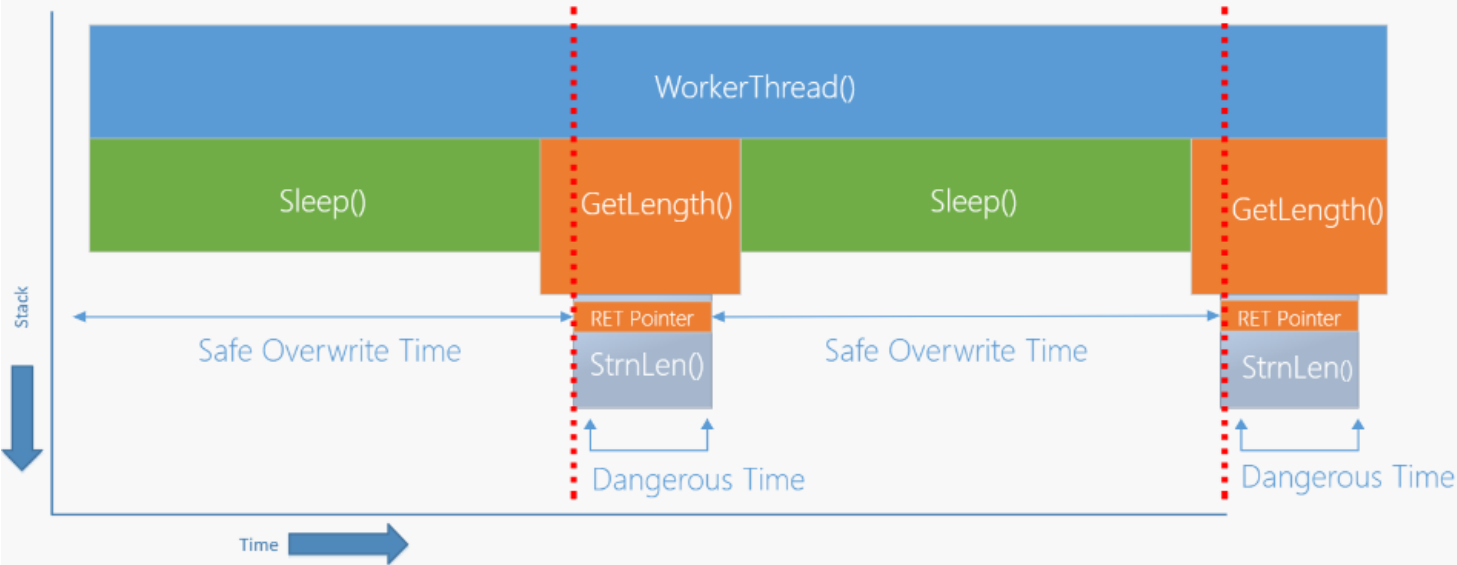 WorkerThread()
Sleep()
GetLength()
Sleep()
GetLength()
Stack
RET Pointer
RET Pointer
Safe Overwrite Time
Safe Overwrite Time
StrnLen()
StrnLen()
Dangerous Time
Dangerous Time
Time